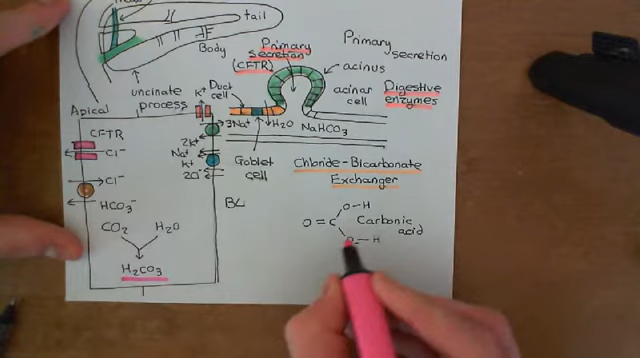 tail
Body
uncinate
process
Primary
secretion
(CFTR)
Primary
secretion
acinus
acinar
cell
Digestive
enzymes
Duct
cell
H2O
NaHCO3
Goblet
cell
Chloride-Bicarbonate
Exchanger
Apical
K+
CFTR
Cl-
Cl-
HCO3-
CO2 H2O
H2CO3
3Na+
2K+
Na+
K+
2Cl-
O=C
O-H
O-H
Carbonic
acid